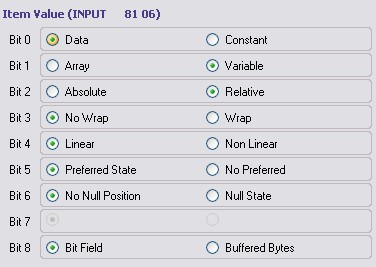 Item Value (INPUT 81 06)
Bit 0 Data Constant
Bit 1 Array Variable
Bit 2 Absolute Relative
Bit 3 No Wrap Wrap
Bit 4 Linear Non Linear
Bit 5 Preferred State No Preferred
Bit 6 No Null Position Null State
Bit 7
Bit 8 Bit Field Buffered Bytes